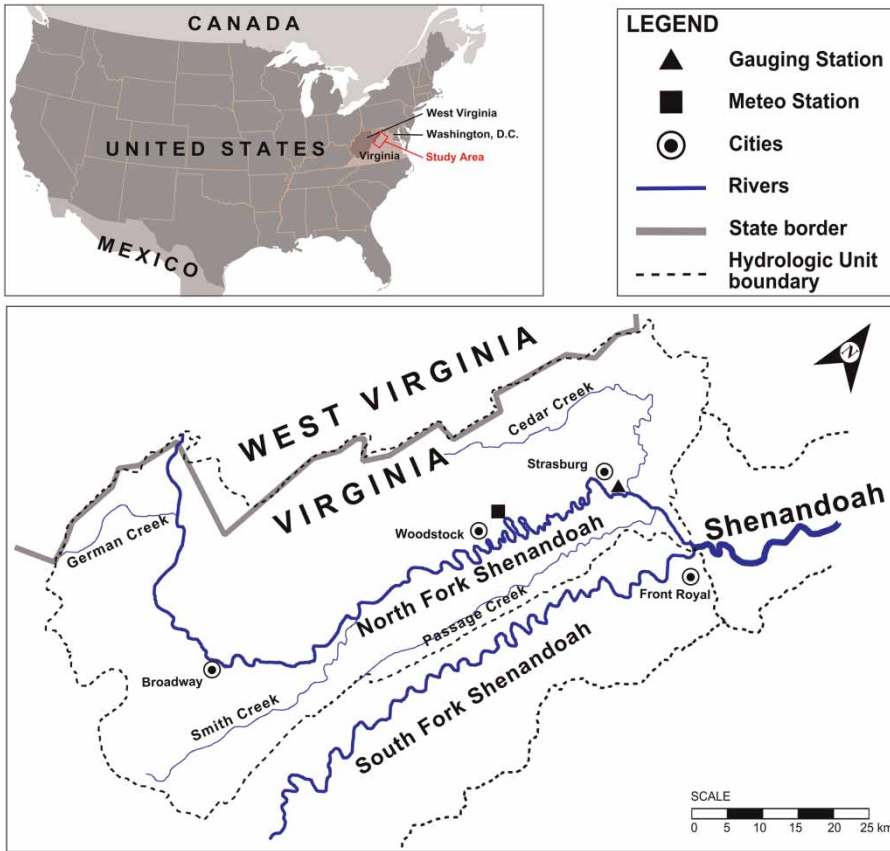 CANADA
West Virginia
Washington, D.C.
UNITED STATES
Virginia
Study Area
MEXICO
LEGEND
Gauging Station
Meteo Station
Cities
Rivers
State border
Hydrologic Unit
boundary
N
WEST VIRGINIA
VIRGINIA
Cedar Creek
Strasburg
Shenandoah
German Creek
Woodstock
North Fork Shenandoah
Passage Creek
Front Royal
Broadway
Smith Creek
South Fork Shenandoah
SCALE
0 5 10 15 20 25 km